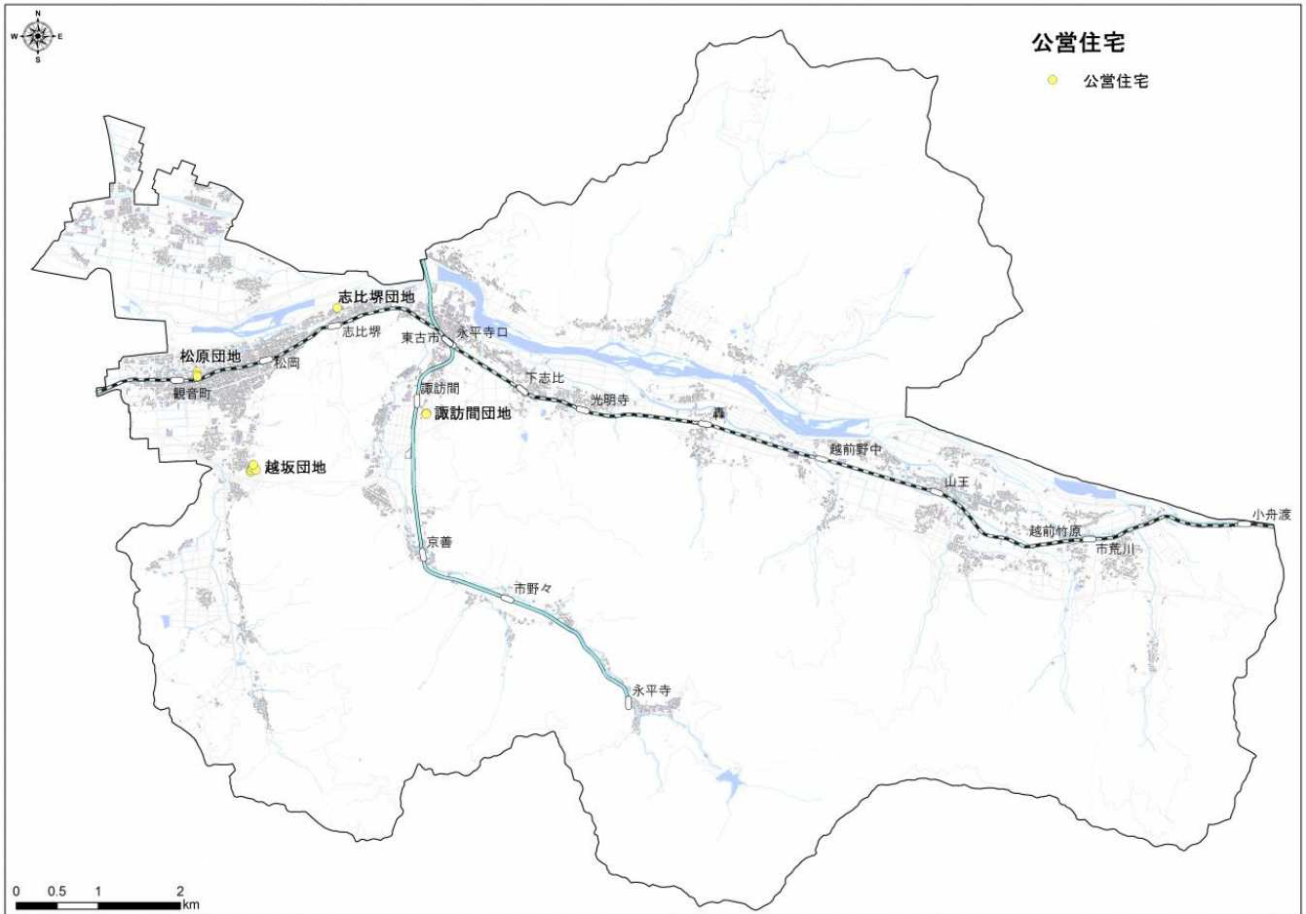 N
W
E
S
公営住宅
公営住宅
志比堺団地
志比堺
東古市
永平寺口
松原団地
松岡
観音町
下志比
諏訪間
光明寺
諏訪間団地
轟
越前野中
越坂団地
山王
小舟渡
越前竹原
市荒川
京善
市野々
永平寺
0 0.5 1 2
km